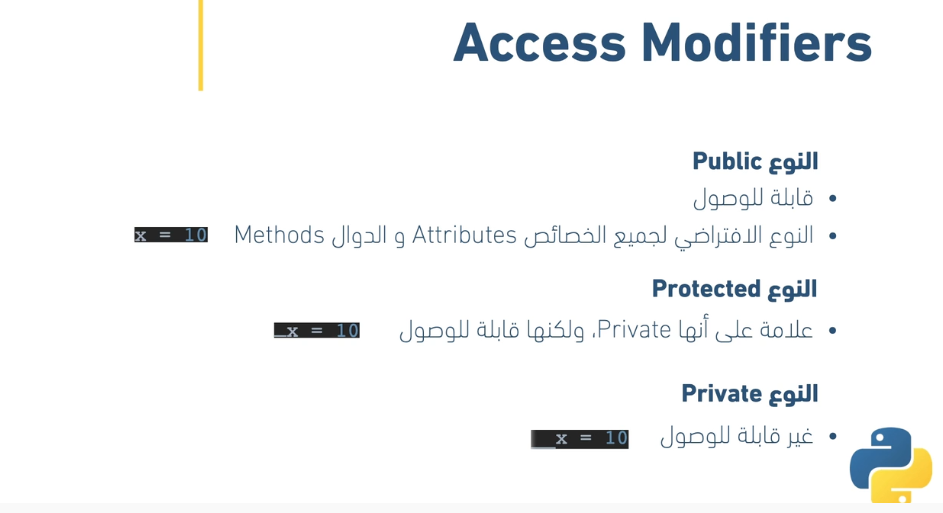 Access Modifiers
النوع Public
• قابلة للوصول
• النوع الافتراضي لجميع الخصائص Attributes و الدوال Methods x = 10
النوع Protected
• علامة على أنها Private، ولكنها قابلة للوصول _x = 10
النوع Private
• غير قابلة للوصول __x = 10